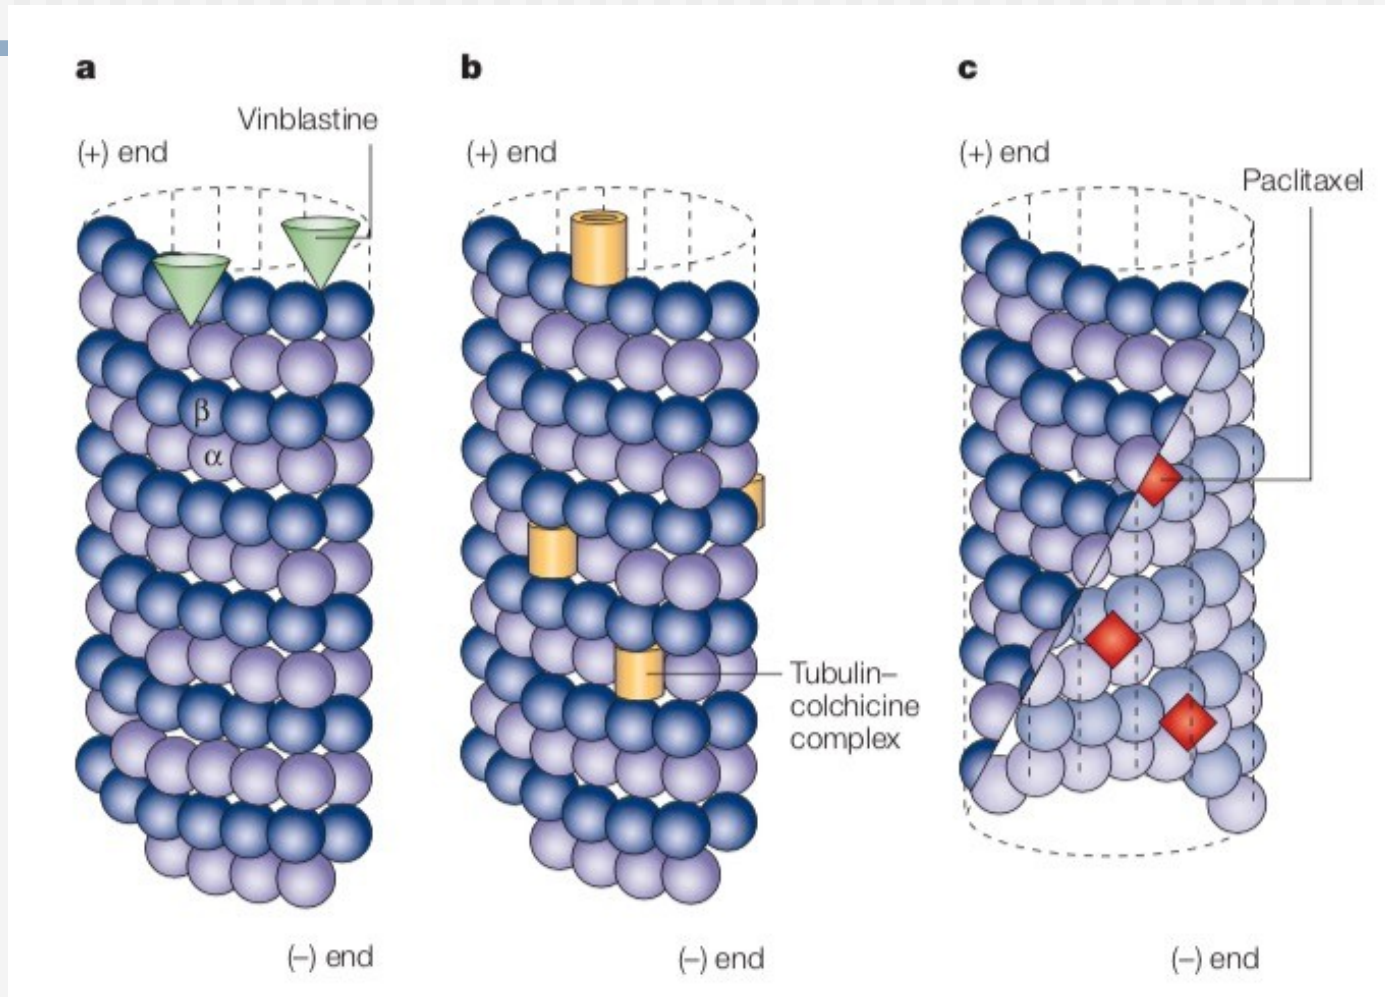 a
b
c
Vinblastine
(+) end
(+) end
(+) end
Paclitaxel
β
α
Tubulin–
colchicine
complex
(–) end
(–) end
(–) end